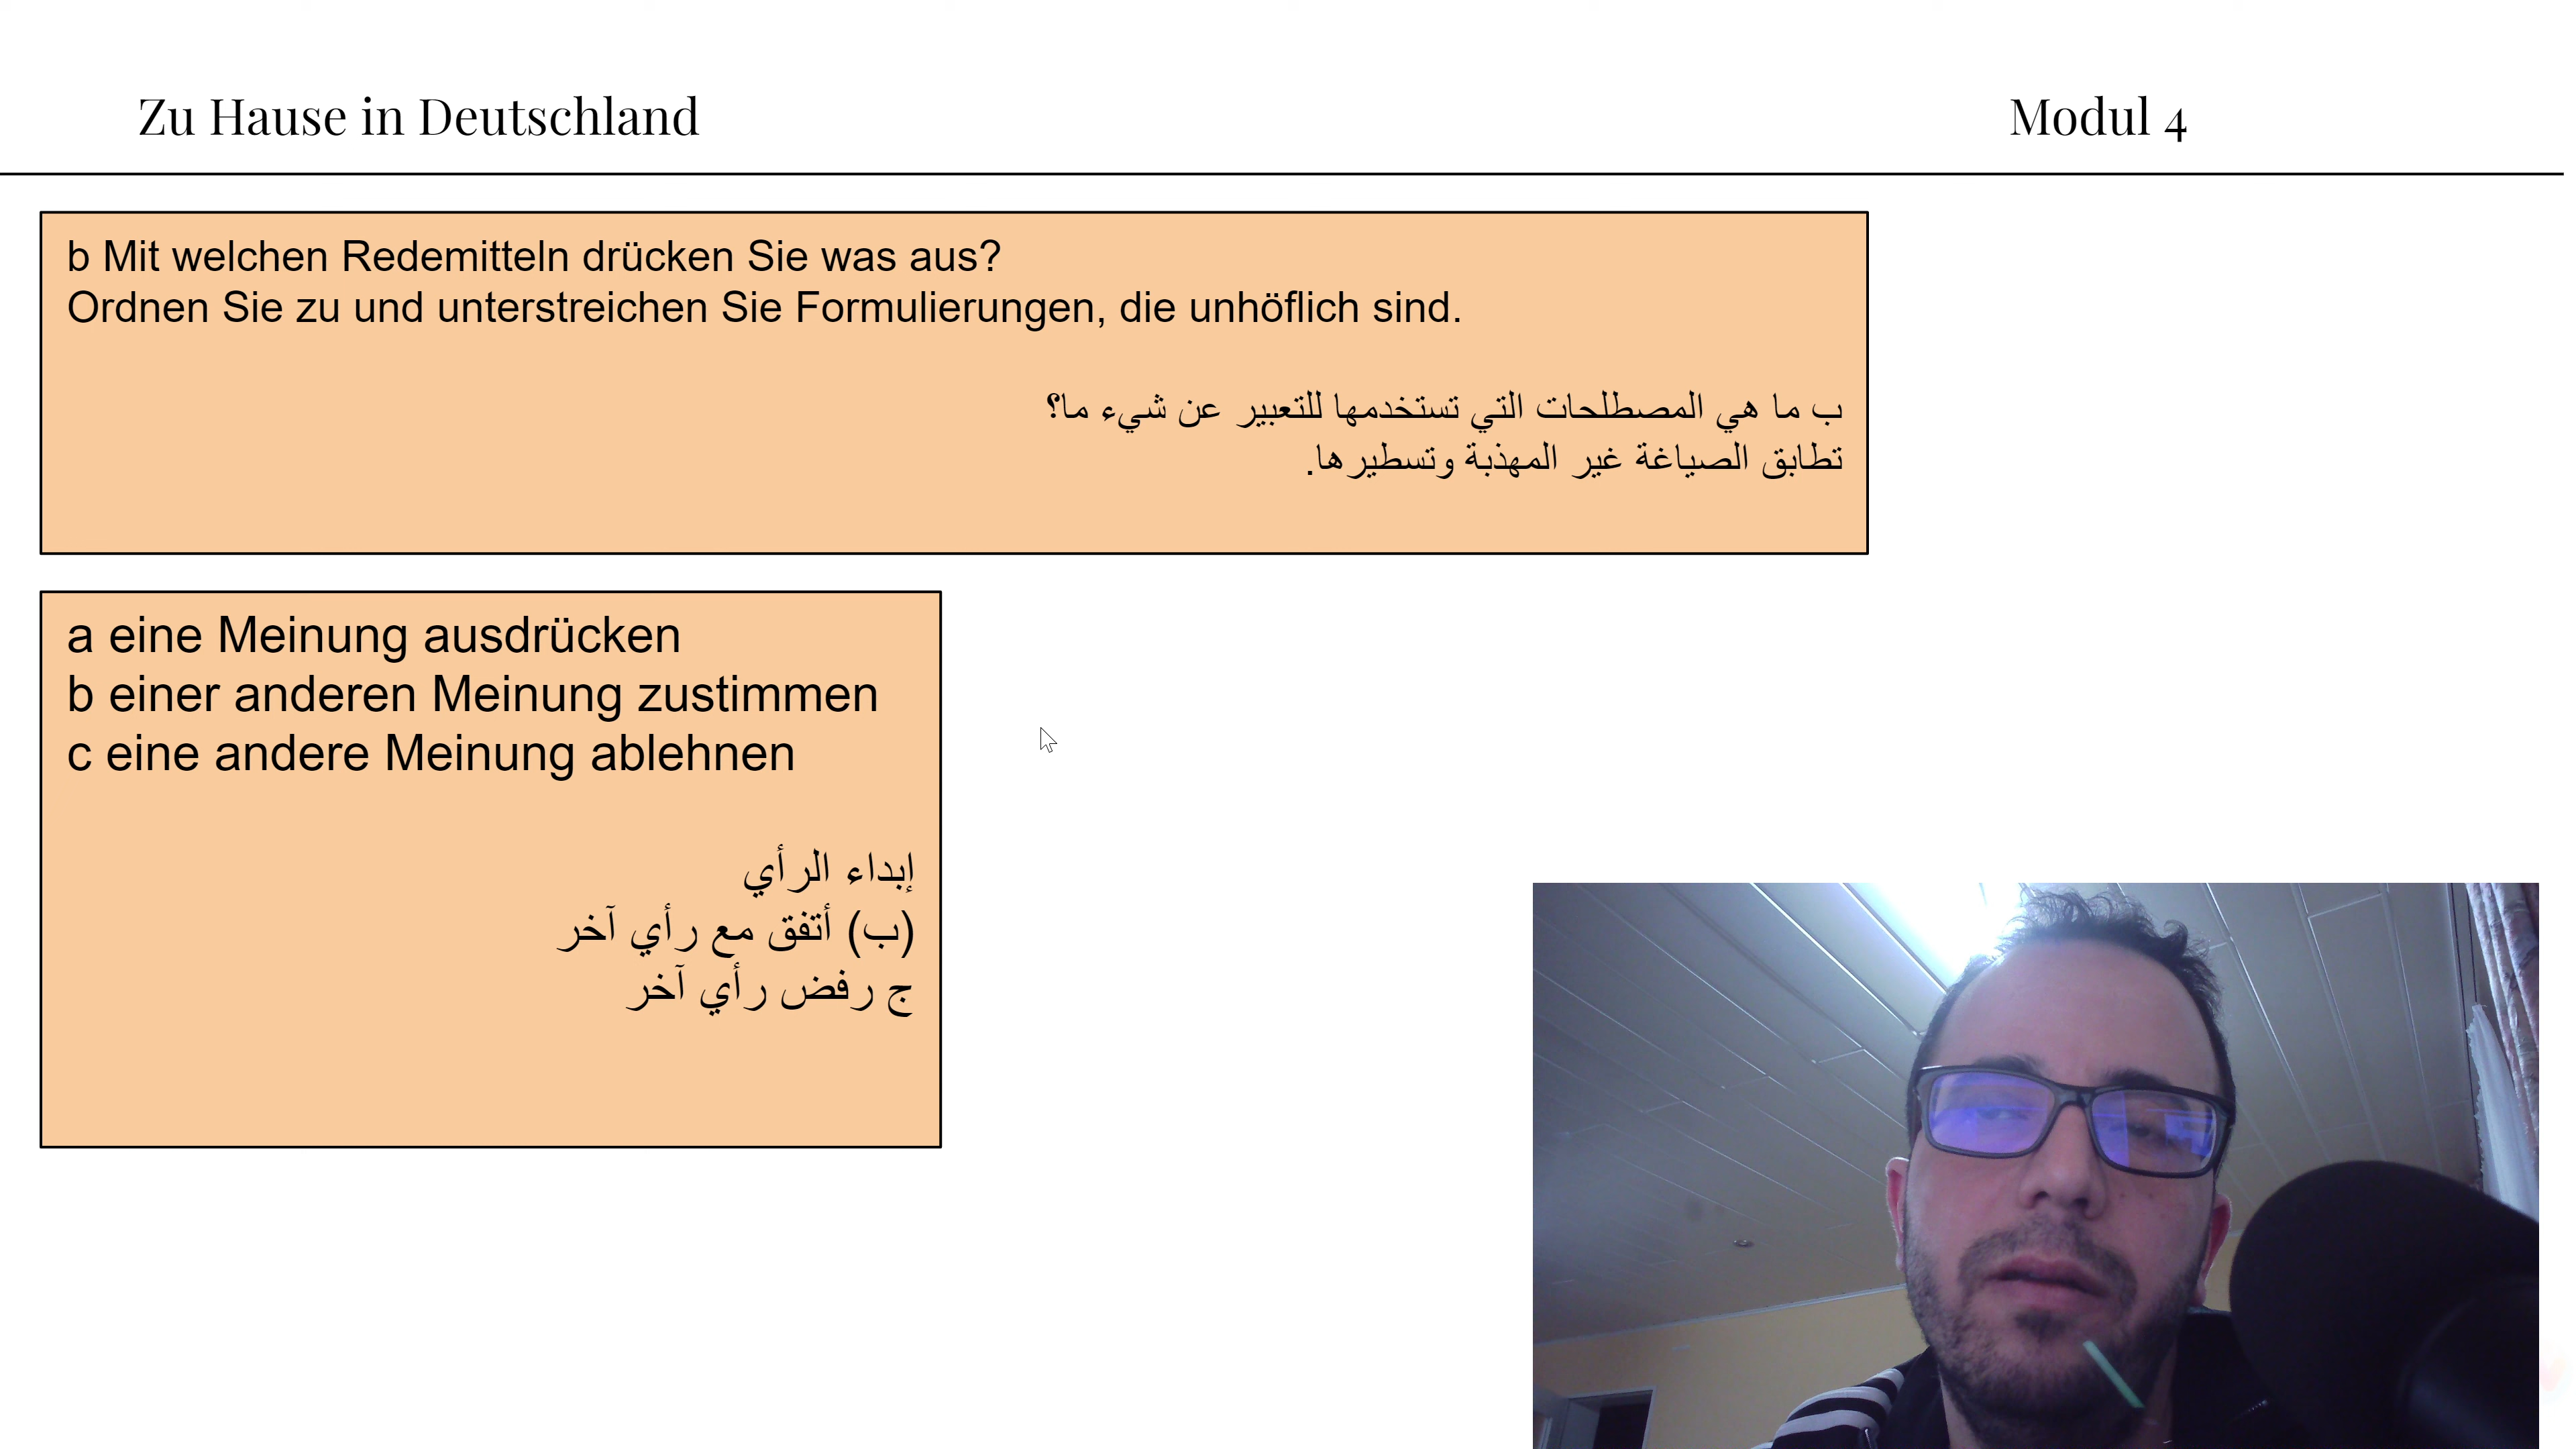 Zu Hause in Deutschland
Modul 4
b Mit welchen Redemitteln drücken Sie was aus?
Ordnen Sie zu und unterstreichen Sie Formulierungen, die unhöflich sind.
ب ما هي المصطلحات التي تستخدمها للتعبير عن شيء ما؟
تطابق الصياغة غير المهذبة وتسطيرها.
a eine Meinung ausdrücken
b einer anderen Meinung zustimmen
c eine andere Meinung ablehnen
إبداء الرأي
(ب) أتفق مع رأي آخر
ج رفض رأي آخر